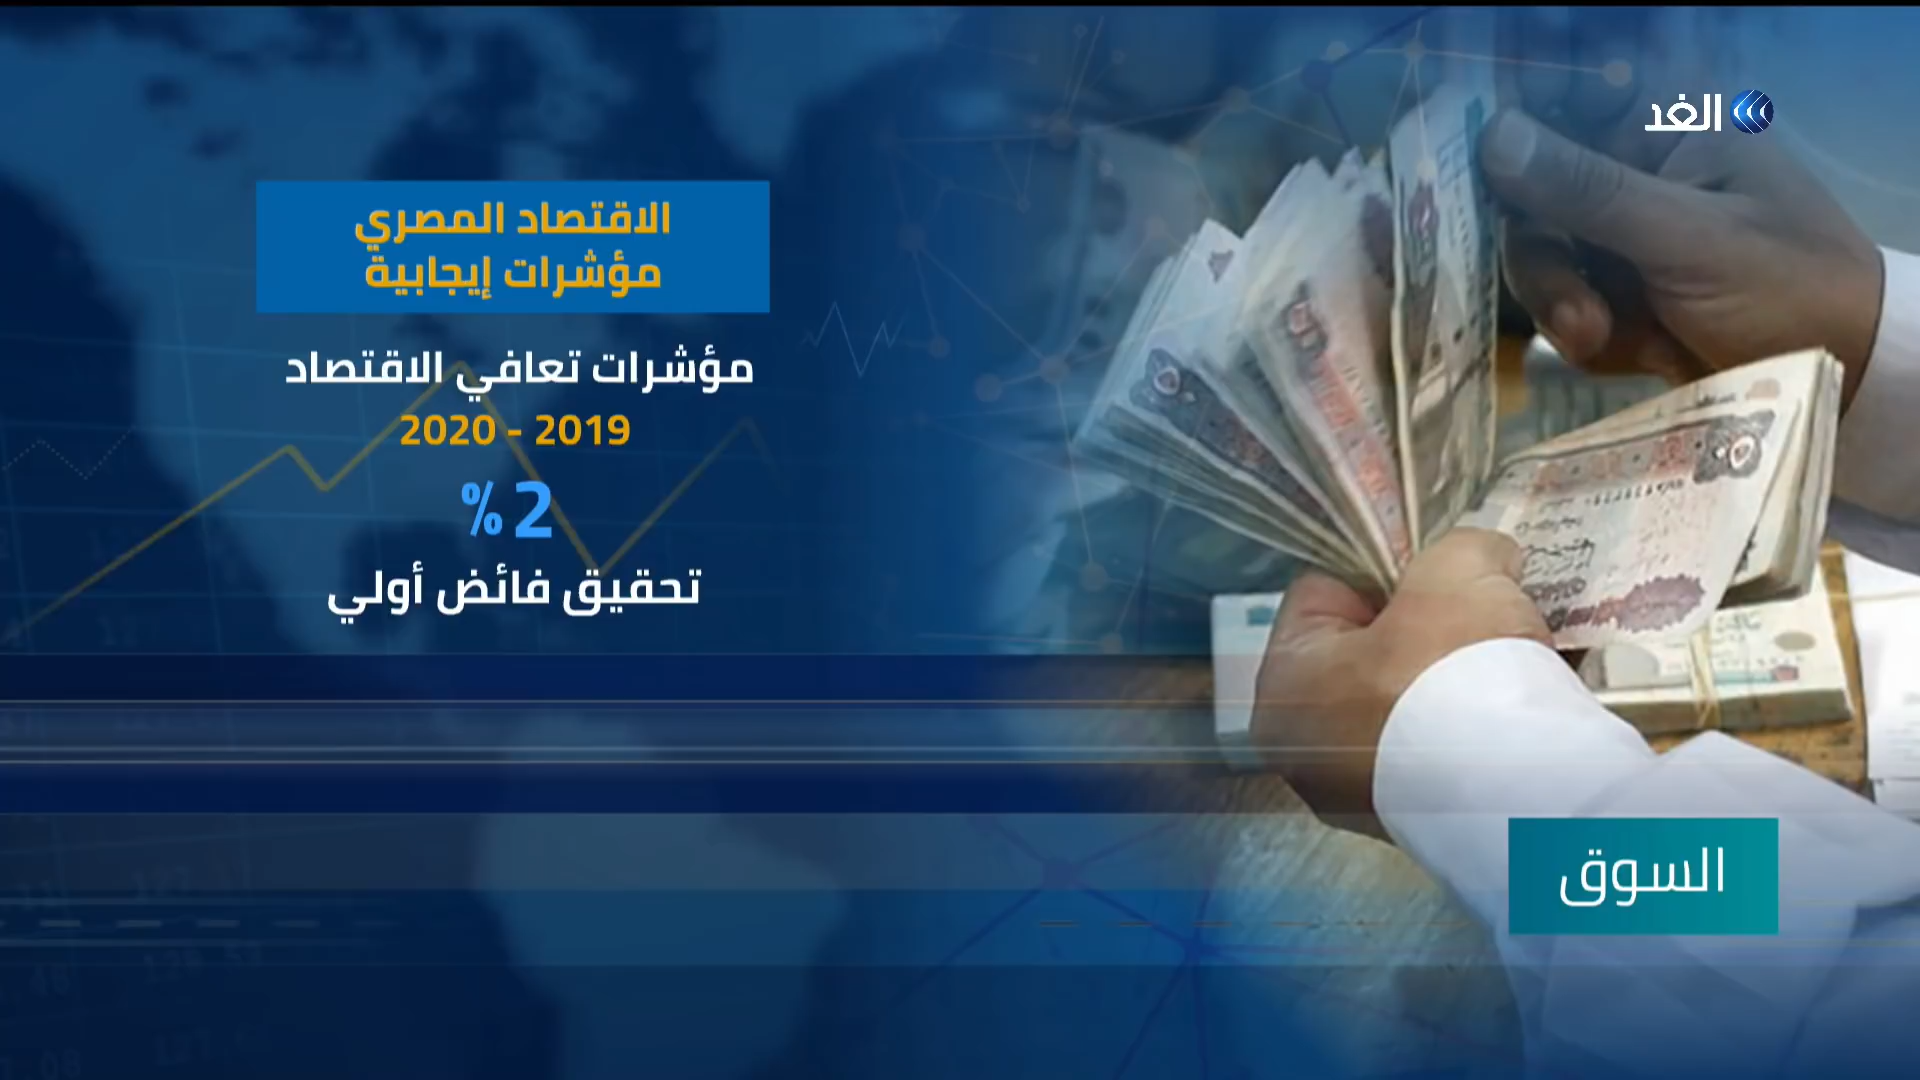 الغد
الاقتصاد المصري
مؤشرات إيجابية
مؤشرات تعافي الاقتصاد
2019 - 2020
2%
تحقيق فائض أولي
السوق